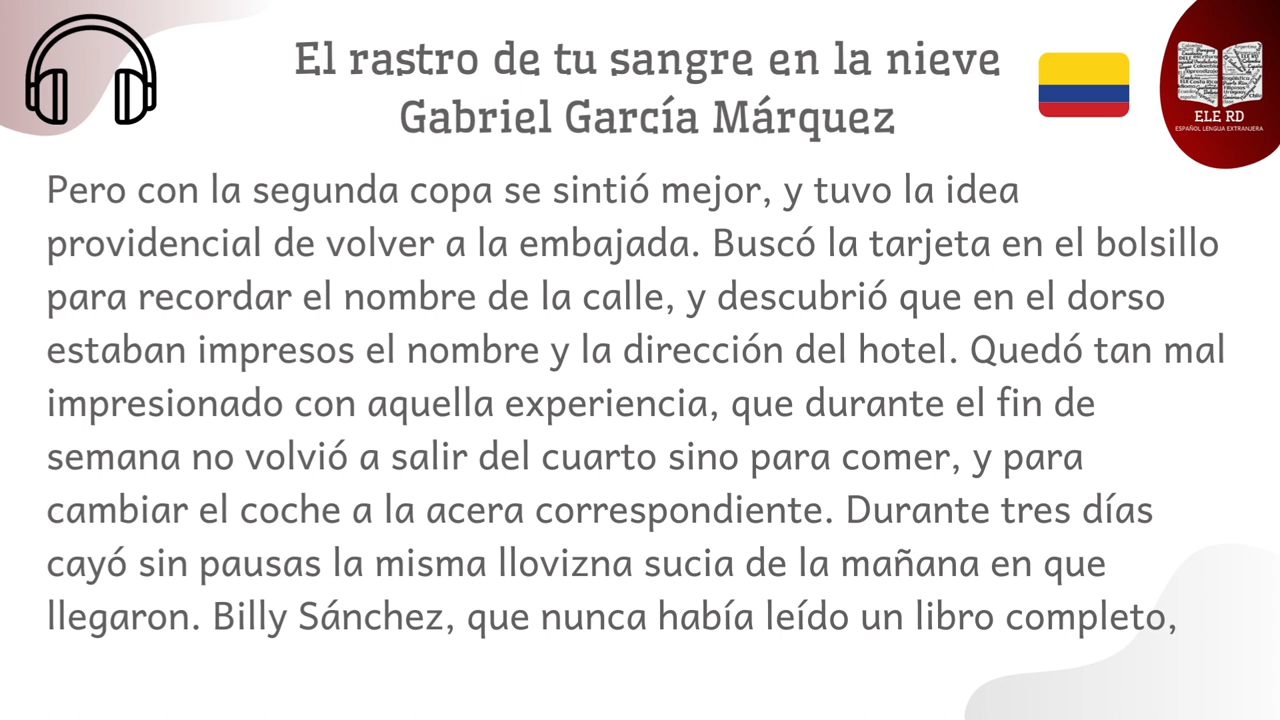 El rastro de tu sangre en la nieve
Gabriel García Márquez
ELE RD
ESPAÑOL LENGUA EXTRANJERA
Pero con la segunda copa se sintió mejor, y tuvo la idea
providencial de volver a la embajada. Buscó la tarjeta en el bolsillo
para recordar el nombre de la calle, y descubrió que en el dorso
estaban impresos el nombre y la dirección del hotel. Quedó tan mal
impresionado con aquella experiencia, que durante el fin de
semana no volvió a salir del cuarto sino para comer, y para
cambiar el coche a la acera correspondiente. Durante tres días
cayó sin pausas la misma llovizna sucia de la mañana en que
llegaron. Billy Sánchez, que nunca había leído un libro completo,